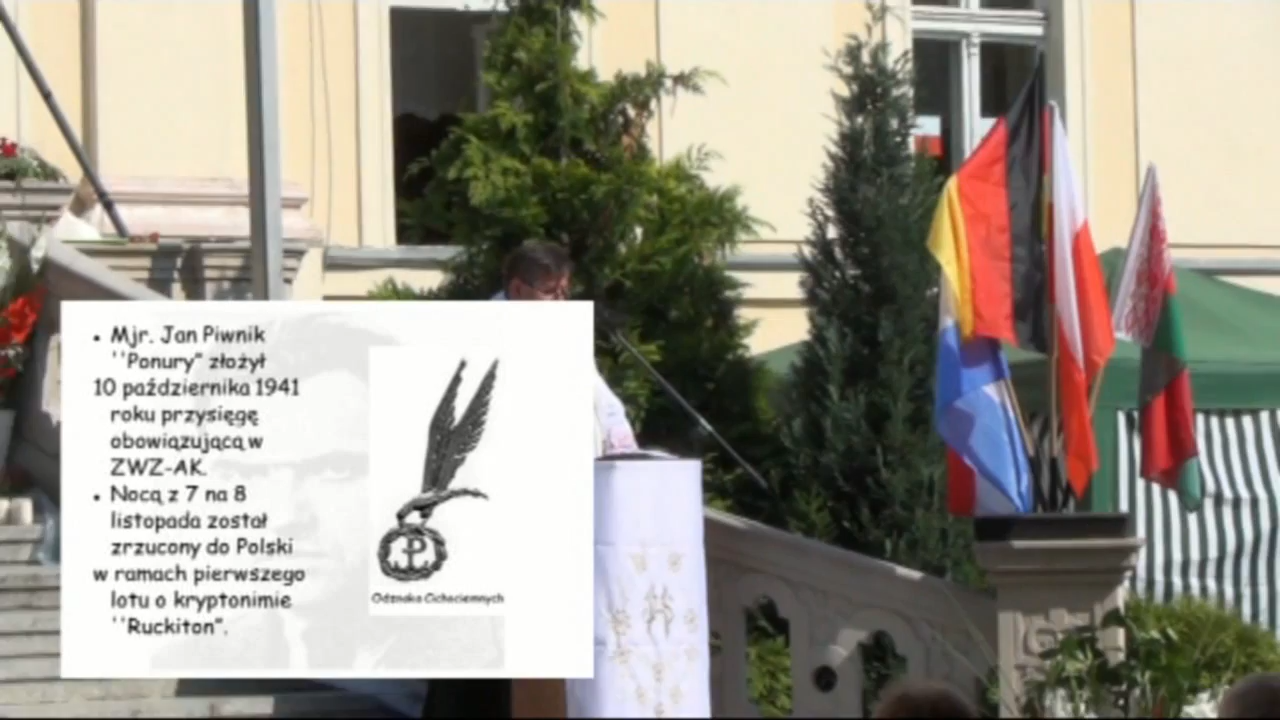 • Mjr. Jan Piwnik
''Ponury" złożył
10 października 1941
roku przysięgę
obowiązującą w
ZWZ-AK.
• Nocą z 7 na 8
listopada został
zrzucony do Polski
w ramach pierwszego
lotu o kryptonimie
''Ruckiton".
Odznaka Cichociemnych